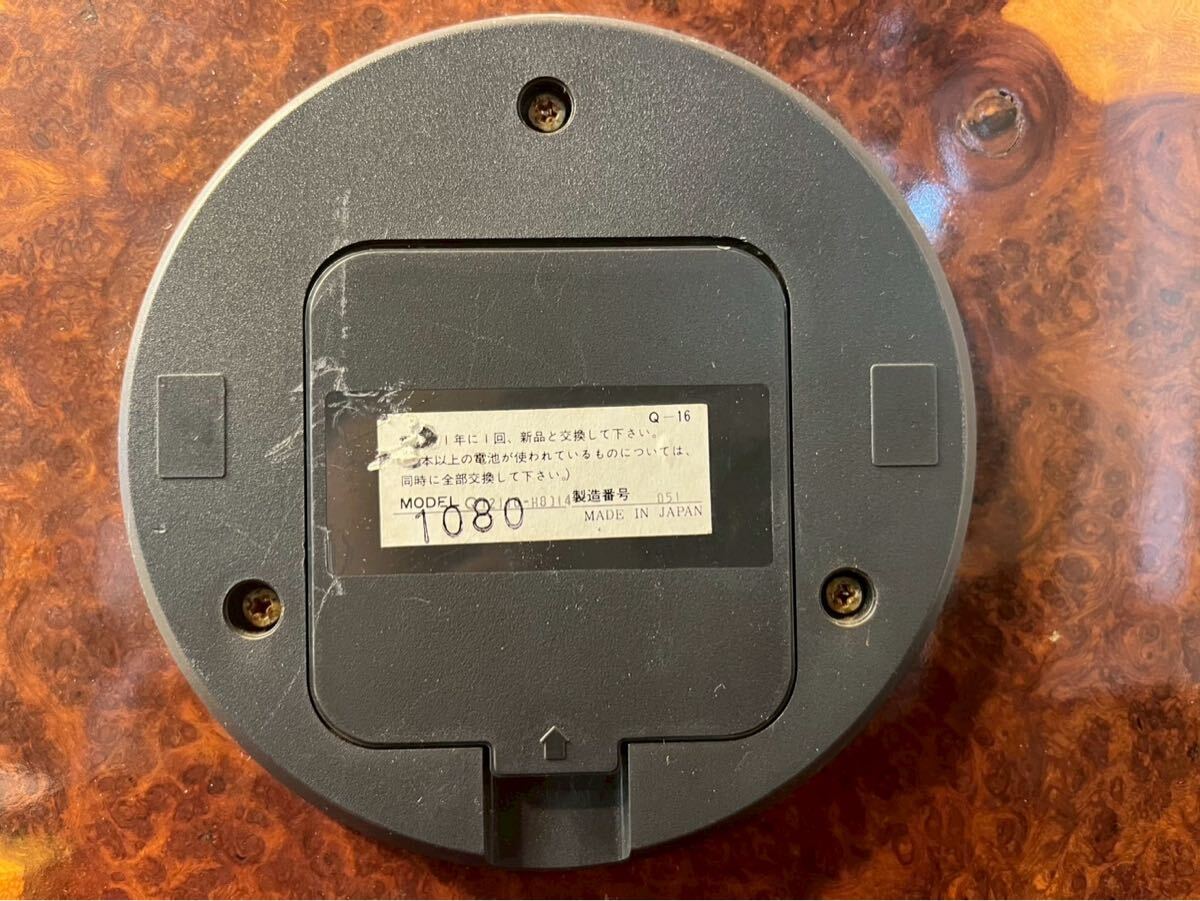 Q-16
1年に1回、新品と交換して下さい。
本以上の電池が使われているものについては、
同時に全部交換して下さい。)
MODEL 製造番号 051
1080 MADE IN JAPAN